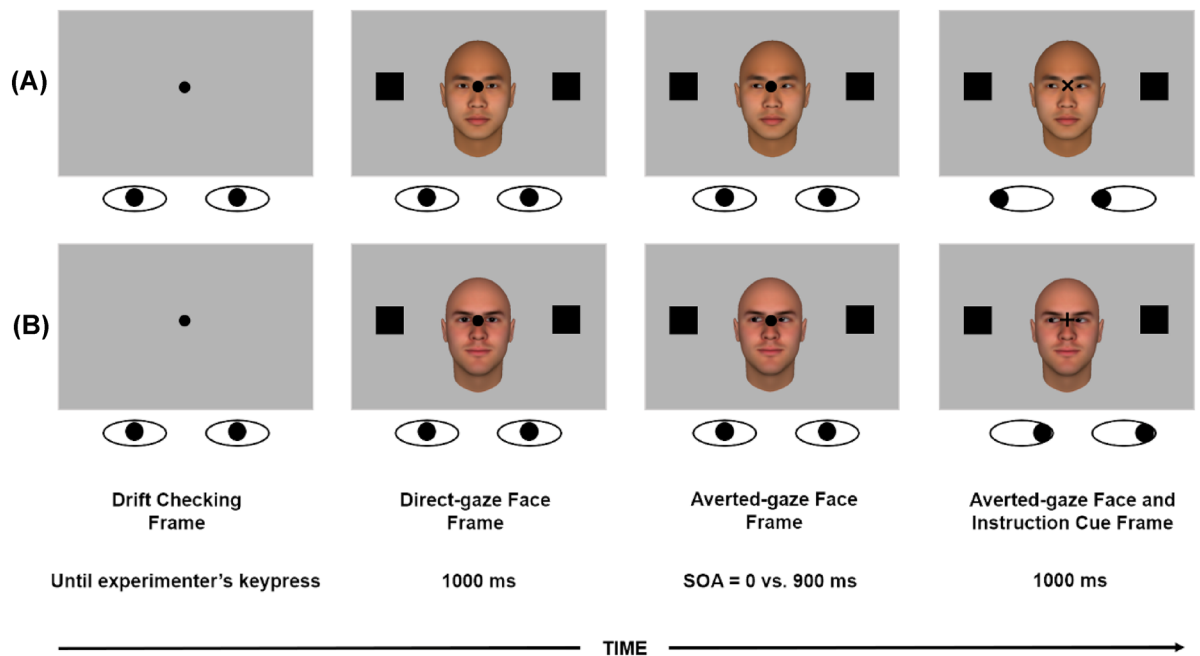 (A)
(B)
Drift Checking
Frame
Direct-gaze Face
Frame
Averted-gaze Face
Frame
Averted-gaze Face and
Instruction Cue Frame
Until experimenter's keypress
1000 ms
SOA = 0 vs. 900 ms
1000 ms
TIME